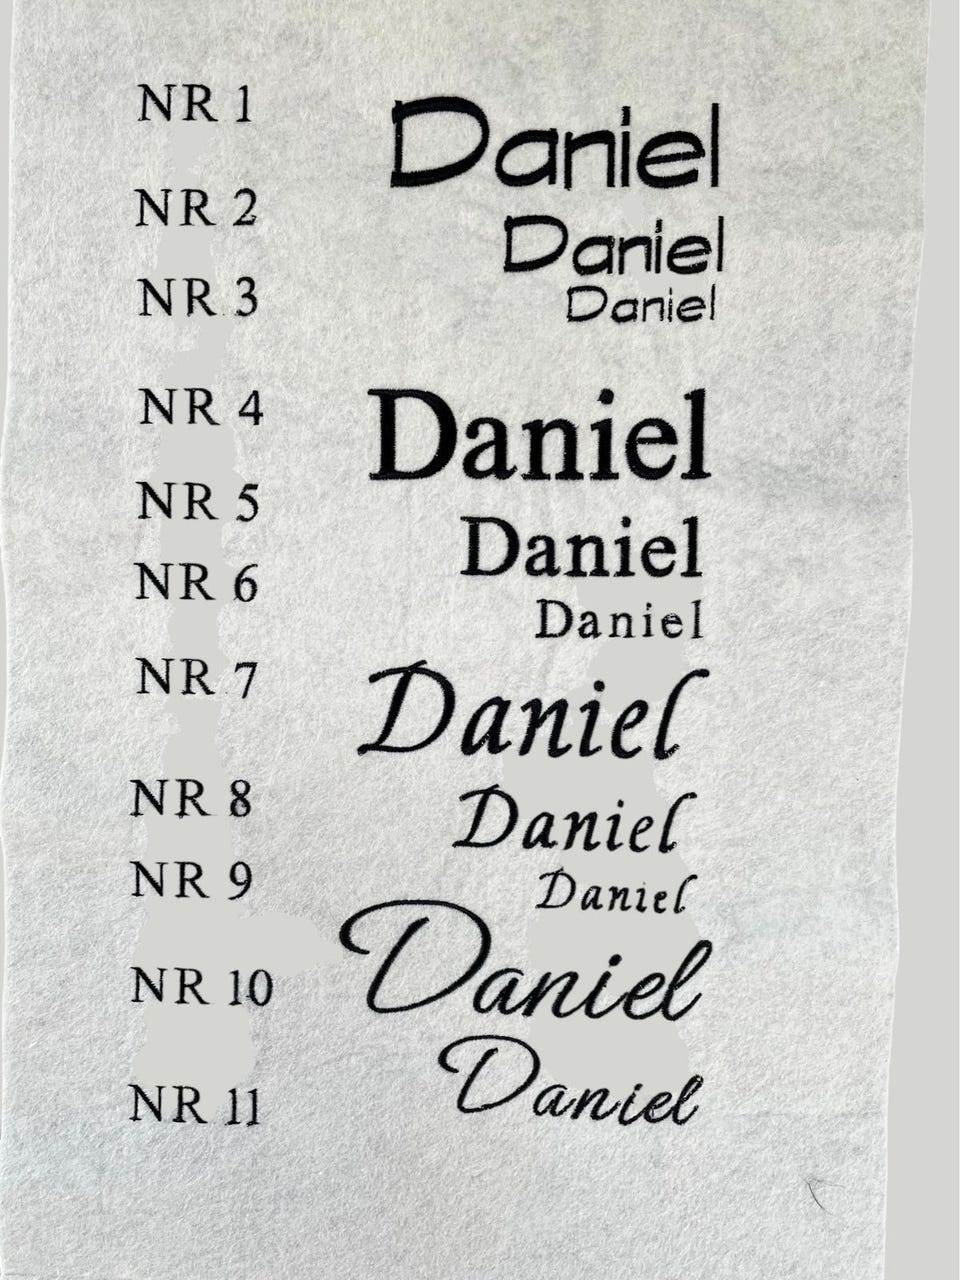 NR 1 Daniel
NR 2 Daniel
NR 3 Daniel
NR 4 Daniel
NR 5 Daniel
NR 6 Daniel
NR 7 Daniel
NR 8 Daniel
NR 9 Daniel
NR 10 Daniel
NR 11 Daniel